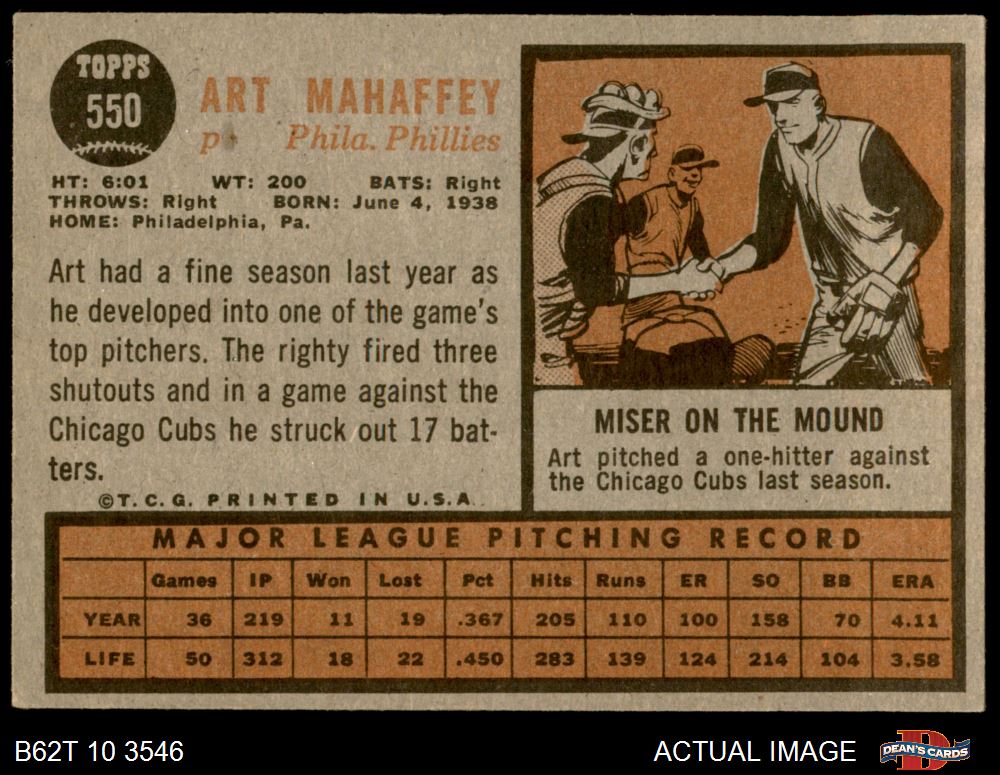 TOPPS
550
ART MAHAFFEY
p Phila. Phillies
HT: 6:01 WT: 200 BATS: Right
THROWS: Right BORN: June 4, 1938
HOME: Philadelphia, Pa.
Art had a fine season last year as
he developed into one of the game's
top pitchers. The righty fired three
shutouts and in a game against the
Chicago Cubs he struck out 17 bat-
ters.
©T.C.G. PRINTED IN U.S.A.
MISER ON THE MOUND
Art pitched a one-hitter against
the Chicago Cubs last season.
MAJOR LEAGUE PITCHING RECORD
Games IP Won Lost Pct Hits Runs ER SO BB ERA
YEAR 36 219 11 19 .367 205 110 100 158 70 4.11
LIFE 50 312 18 22 .450 283 139 124 214 104 3.58
B62T 10 3546
ACTUAL IMAGE
D
DEAN'S CARDS